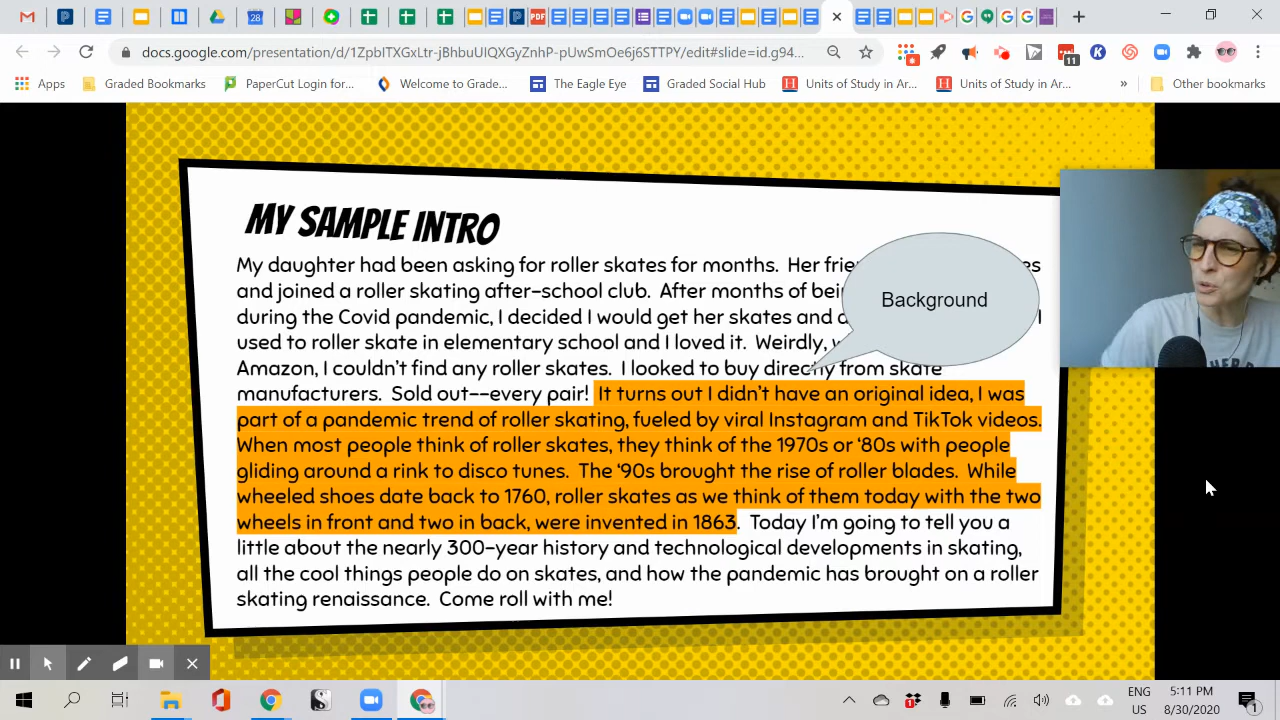 28
docs.google.com/presentation/d/1ZpbITXGxLtr-jBhbuUIQXGyZnhP-pUwSmOe6j6STTPY/edit#slide=id.g94...
11
Apps
Graded Bookmarks
PaperCut Login for...
Welcome to Grade...
The Eagle Eye
Graded Social Hub
Units of Study in Ar...
Units of Study in Ar...
Other bookmarks
MY SAMPLE INTRO
My daughter had been asking for roller skates for months. Her
and joined a roller skating after-school club. After months of
during the Covid pandemic, I decided I would get her skates and I
used to roller skate in elementary school and I loved it. Weirdly,
Amazon, I couldn't find any roller skates. I looked to buy directly from skate
manufacturers. Sold out--every pair! It turns out I didn't have an original idea, I was
part of a pandemic trend of roller skating, fueled by viral Instagram and TikTok videos.
When most people think of roller skates, they think of the 1970s or '80s with people
gliding around a rink to disco tunes. The '90s brought the rise of roller blades. While
wheeled shoes date back to 1760, roller skates as we think of them today with the two
wheels in front and two in back, were invented in 1863. Today I'm going to tell you a
little about the nearly 300-year history and technological developments in skating,
all the cool things people do on skates, and how the pandemic has brought on a roller
skating renaissance. Come roll with me!
Background
ENG
US
5:11 PM
8/30/2020
1